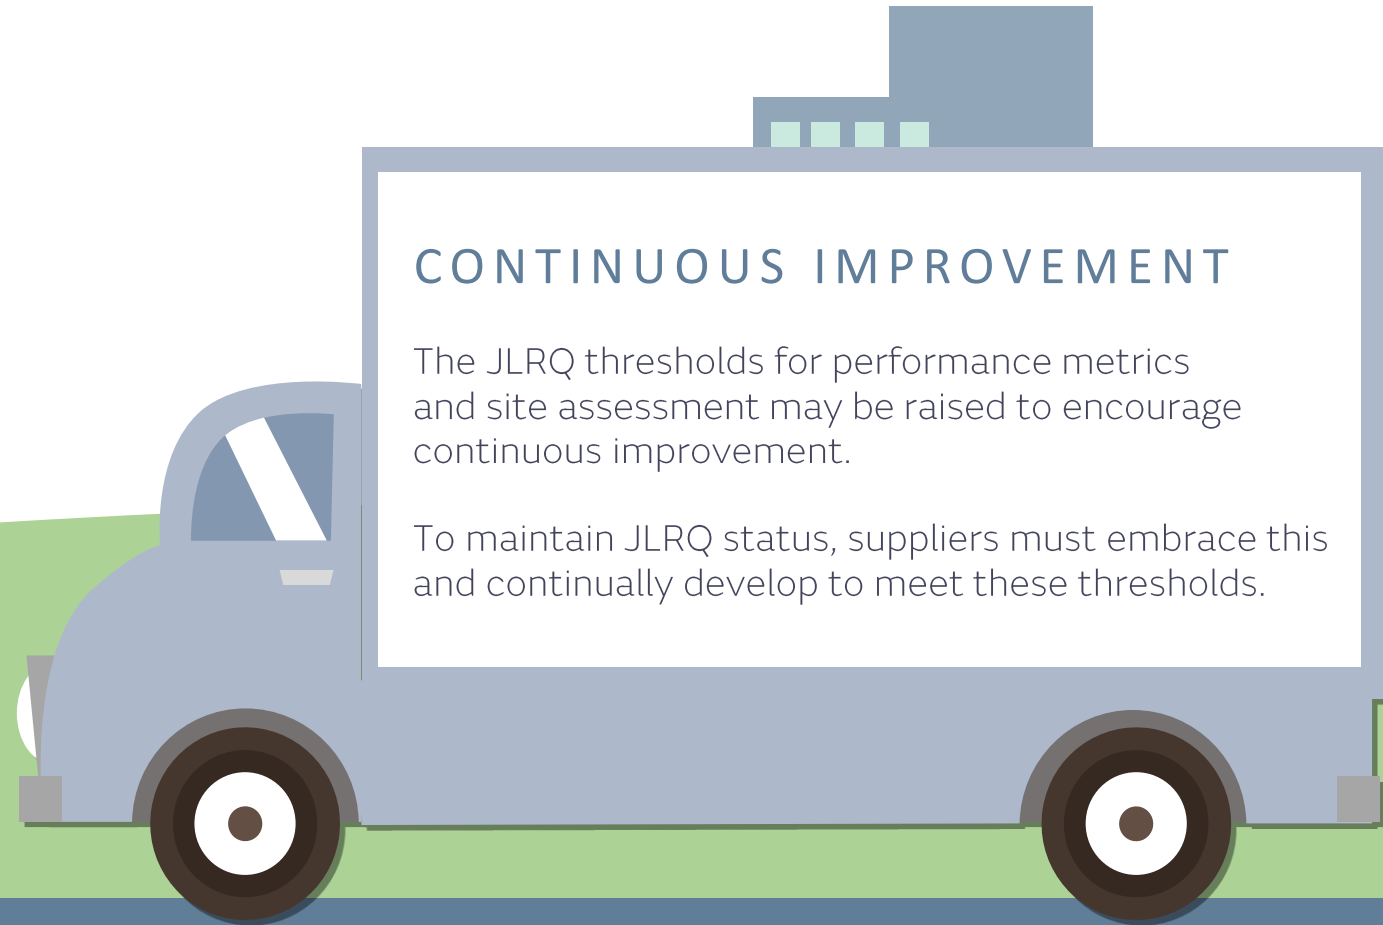 CONTINUOUS IMPROVEMENT
The JLRQ thresholds for performance metrics
and site assessment may be raised to encourage
continuous improvement.
To maintain JLRQ status, suppliers must embrace this
and continually develop to meet these thresholds.